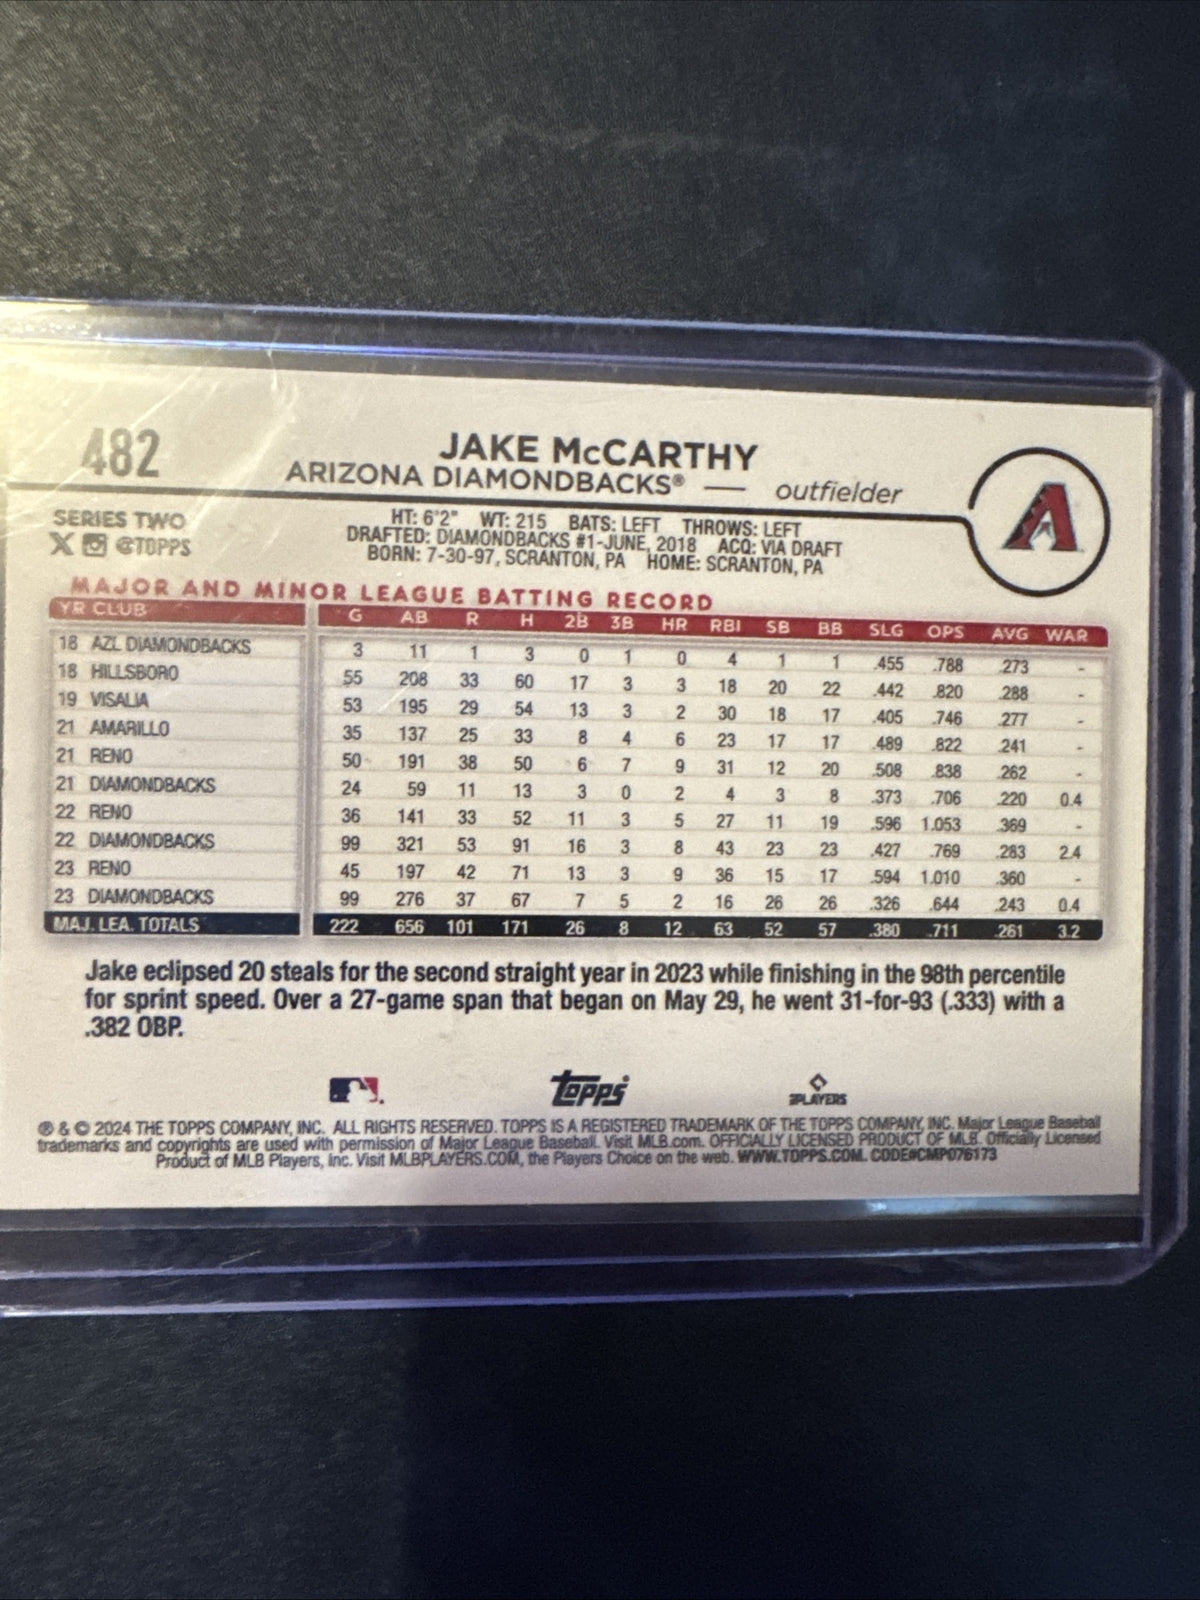 482
JAKE McCARTHY
ARIZONA DIAMONDBACKS® — outfielder
SERIES TWO
@TOPPS
HT: 6'2" WT: 215 BATS: LEFT THROWS: LEFT
DRAFTED: DIAMONDBACKS #1-JUNE, 2018 ACQ: VIA DRAFT
BORN: 7-30-97, SCRANTON, PA HOME: SCRANTON, PA
MAJOR AND MINOR LEAGUE BATTING RECORD
YR CLUB G AB R H 2B 3B HR RBI SB BB SLG OPS AVG WAR
18 AZL DIAMONDBACKS 3 11 1 3 0 1 0 4 1 1 .455 .788 .273 -
18 HILLSBORO 55 208 33 60 17 3 3 18 20 22 .442 .820 .288 -
19 VISALIA 53 195 29 54 13 3 2 30 18 17 .405 .746 .277 -
21 AMARILLO 35 137 25 33 8 4 6 23 17 17 .489 .822 .241 -
21 RENO 50 191 38 50 6 7 9 31 12 20 .508 .838 .262 -
21 DIAMONDBACKS 24 59 11 13 3 0 2 4 3 8 .373 .706 .220 0.4
22 RENO 36 141 33 52 11 3 5 27 11 19 .596 1.053 .369 -
22 DIAMONDBACKS 99 321 53 91 16 3 8 43 23 23 .427 .769 .283 2.4
23 RENO 45 197 42 71 13 3 9 36 15 17 .594 1.010 .360 -
23 DIAMONDBACKS 99 276 37 67 7 5 2 16 26 26 .326 .644 .243 0.4
MAJ. LEA. TOTALS 222 656 101 171 26 8 12 63 52 57 .380 .711 .261 3.2
Jake eclipsed 20 steals for the second straight year in 2023 while finishing in the 98th percentile
for sprint speed. Over a 27-game span that began on May 29, he went 31-for-93 (.333) with a
.382 OBP.
topps
PLAYERS
® & © 2024 THE TOPPS COMPANY, INC. ALL RIGHTS RESERVED. TOPPS IS A REGISTERED TRADEMARK OF THE TOPPS COMPANY, INC. Major League Baseball
trademarks and copyrights are used with permission of Major League Baseball. Visit MLB.com. OFFICIALLY LICENSED PRODUCT OF MLB. Officially Licensed
Product of MLB Players, Inc. Visit MLBPLAYERS.COM, the Players Choice on the web. WWW.TOPPS.COM. CODE#CMP076173